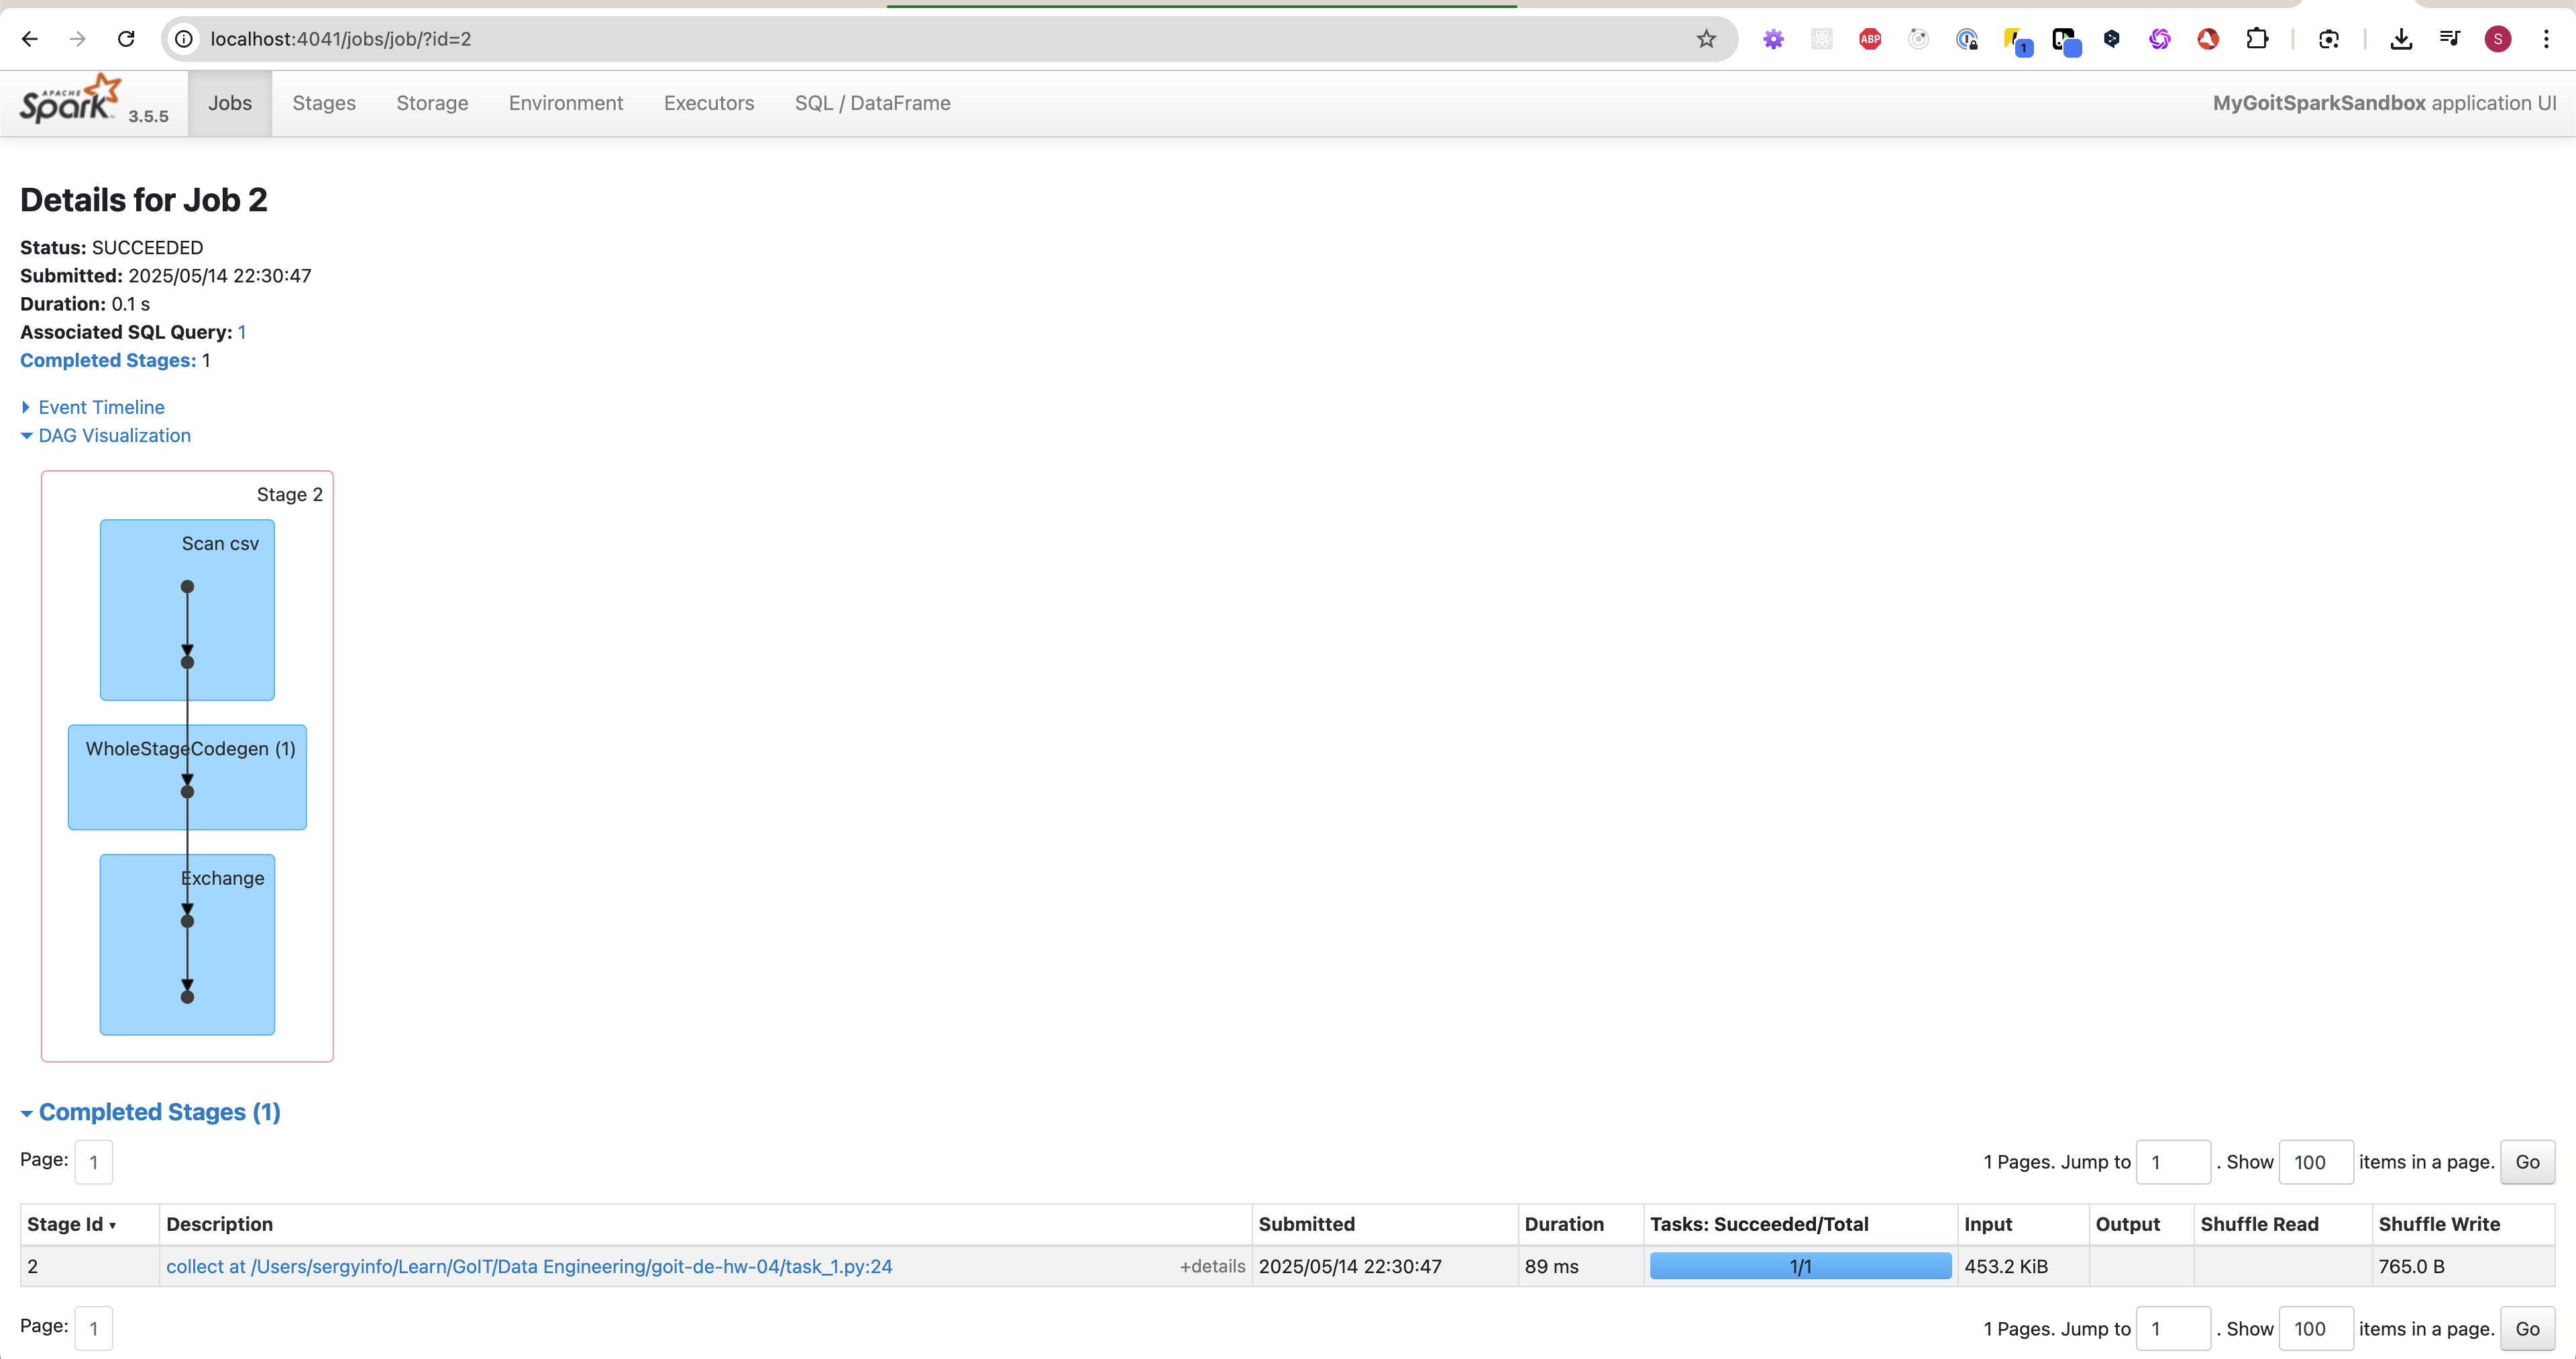 localhost:4041/jobs/job/?id=2
ABP
1
S
APACHE
Spark 3.5.5
Jobs
Stages
Storage
Environment
Executors
SQL / DataFrame
MyGoitSparkSandbox application UI
Details for Job 2
Status: SUCCEEDED
Submitted: 2025/05/14 22:30:47
Duration: 0.1 s
Associated SQL Query: 1
Completed Stages: 1
Event Timeline
DAG Visualization
Stage 2
Scan csv
WholeStageCodegen (1)
Exchange
Completed Stages (1)
Page: 1
1 Pages. Jump to 1 . Show 100 items in a page. Go
Stage Id ▾ Description Submitted Duration Tasks: Succeeded/Total Input Output Shuffle Read Shuffle Write
2 collect at /Users/sergyinfo/Learn/GoIT/Data Engineering/goit-de-hw-04/task_1.py:24 +details 2025/05/14 22:30:47 89 ms 1/1 453.2 KiB 765.0 B
Page: 1
1 Pages. Jump to 1 . Show 100 items in a page. Go